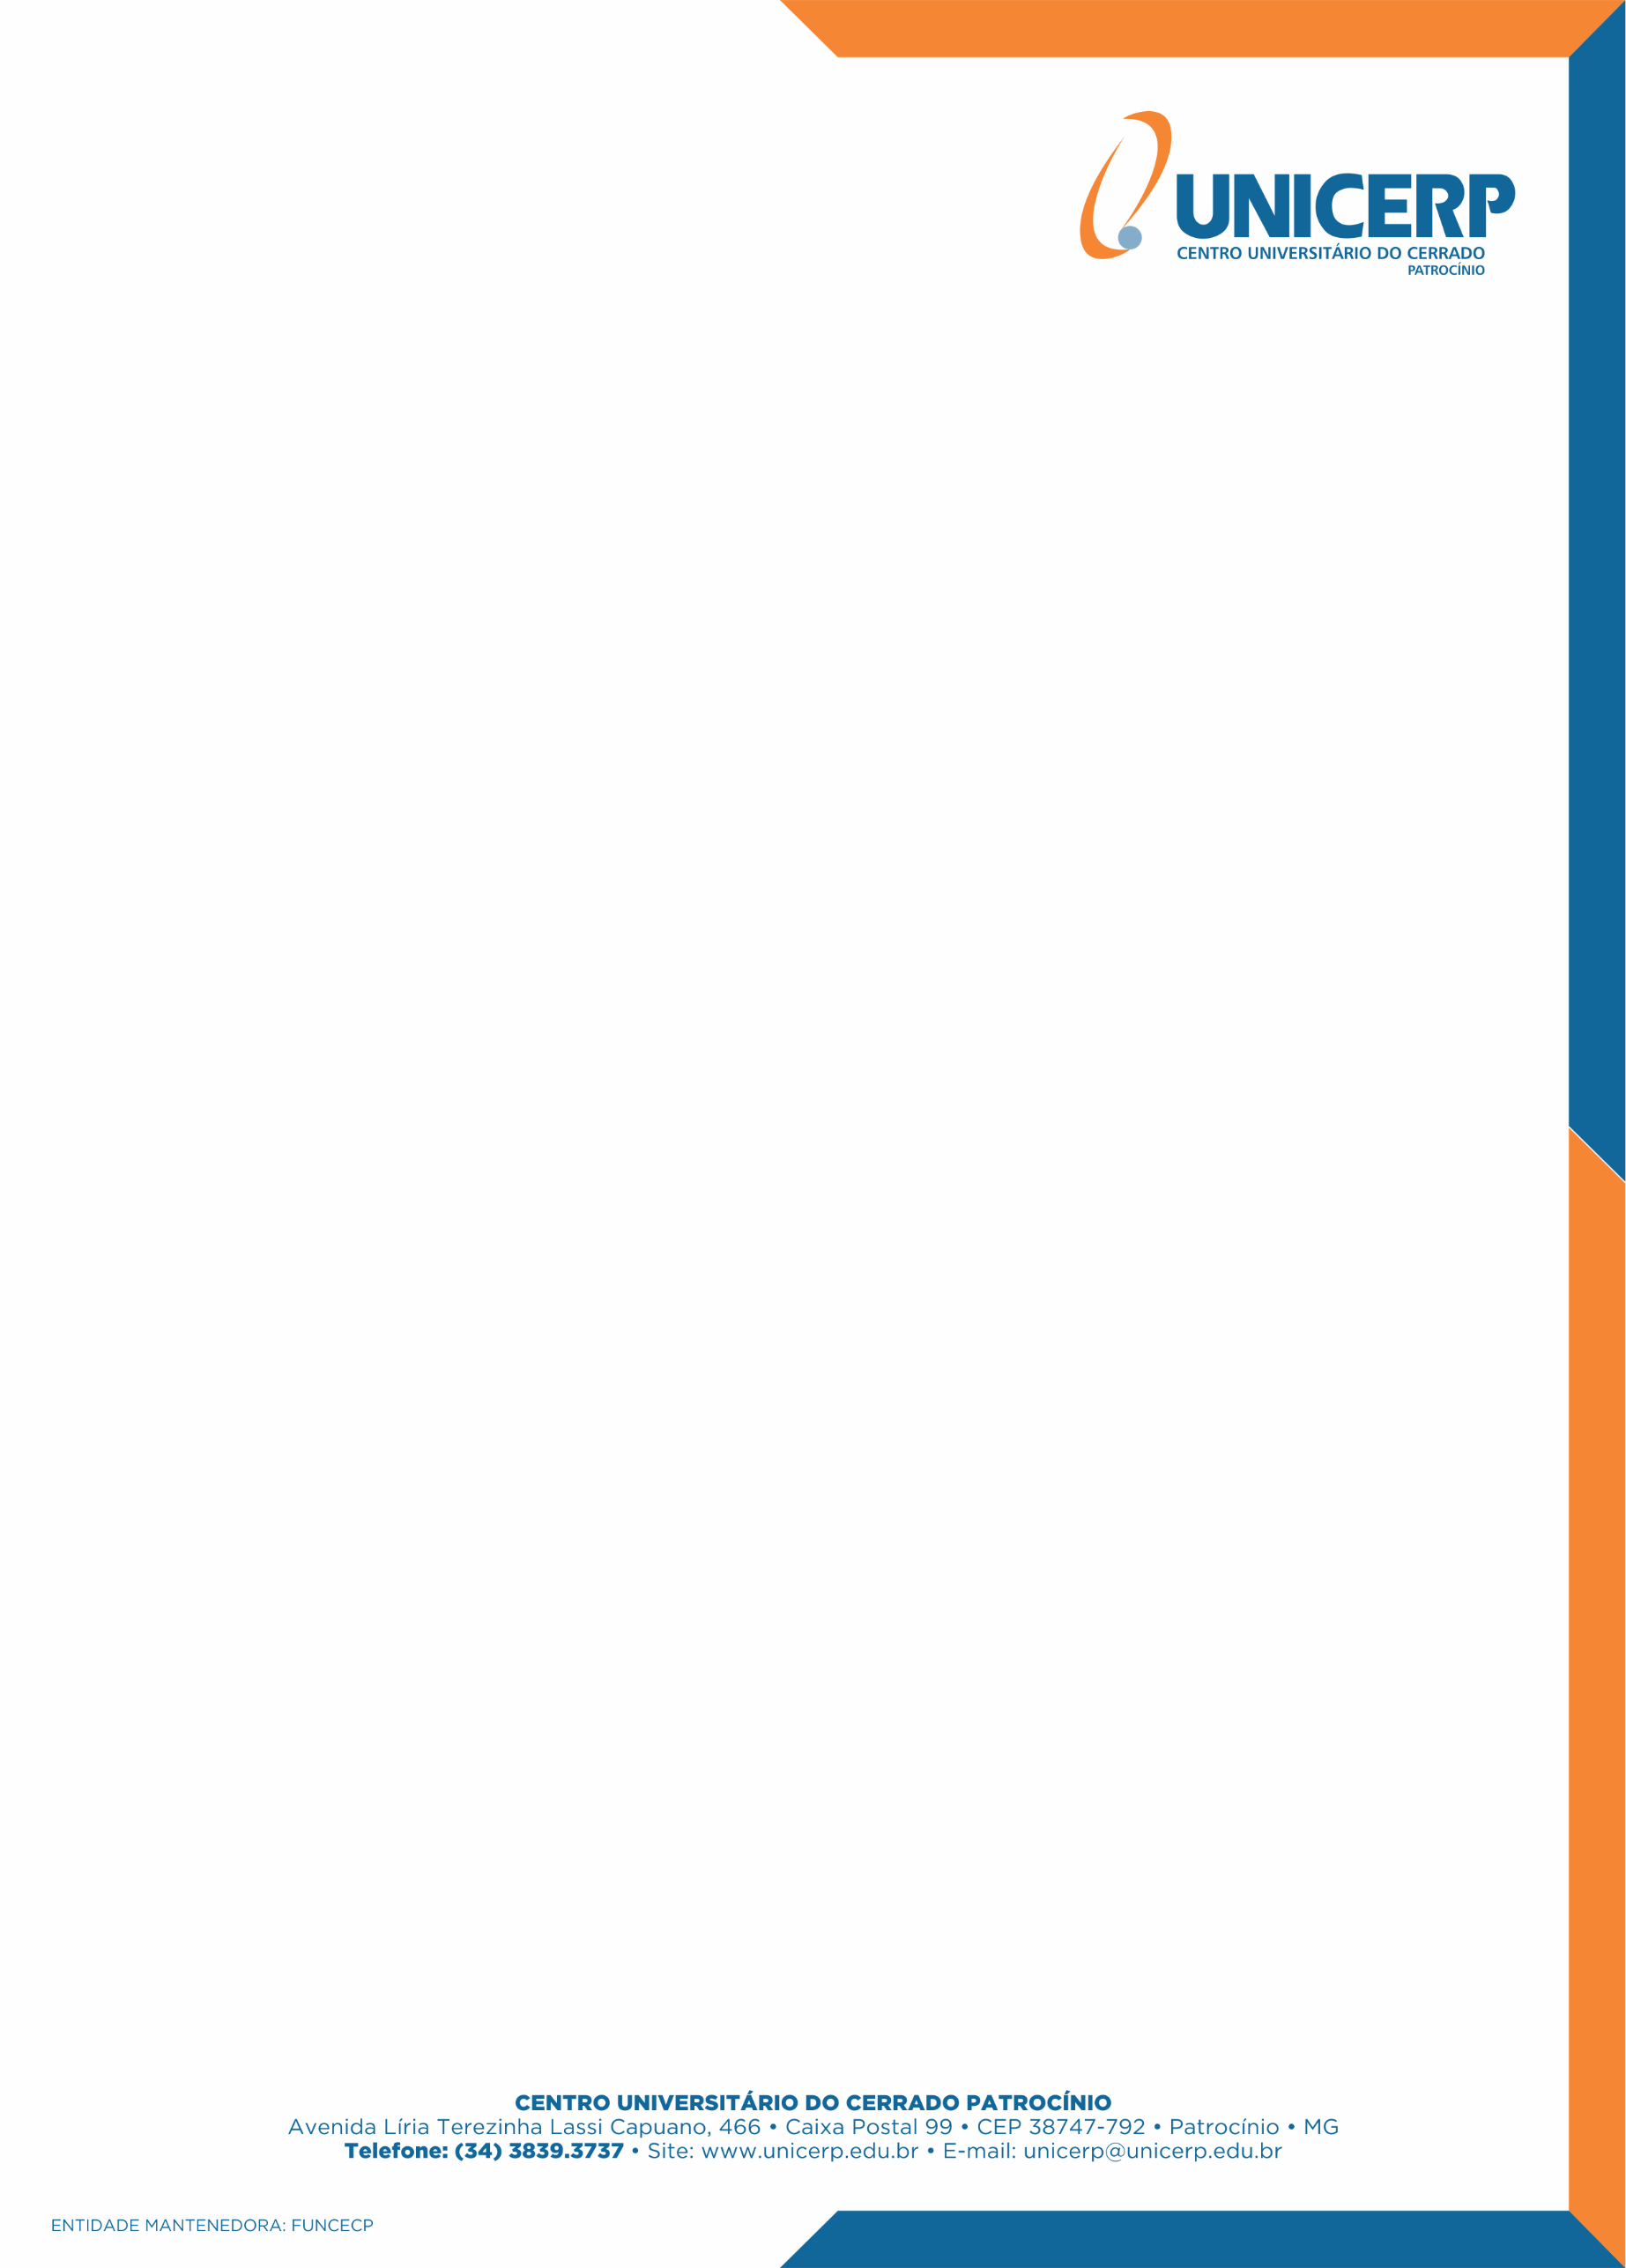 UNICERP
CENTRO UNIVERSITÁRIO DO CERRADO
PATROCÍNIO
CENTRO UNIVERSITÁRIO DO CERRADO PATROCÍNIO
Avenida Líria Terezinha Lassi Capuano, 466 • Caixa Postal 99 • CEP 38747-792 • Patrocínio • MG
Telefone: (34) 3839.3737 • Site: www.unicerp.edu.br • E-mail: unicerp@unicerp.edu.br
ENTIDADE MANTENEDORA: FUNCECP